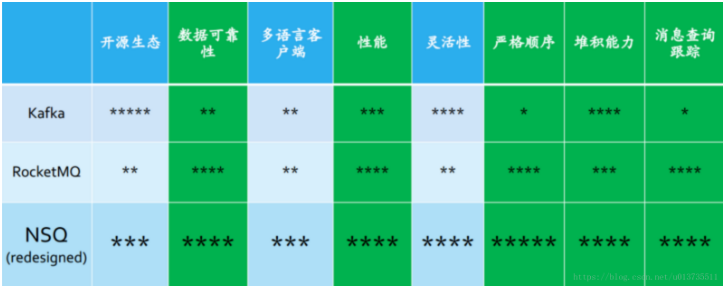 开源生态 数据可靠性 多语言客户端 性能 灵活性 严格顺序 堆积能力 消息查询跟踪
Kafka ***** ** ** *** **** * **** *
RocketMQ ** **** ** **** ** **** *** ****
NSQ (redesigned) *** **** *** **** **** ***** **** ****
https://blog.csdn.net/u013735511